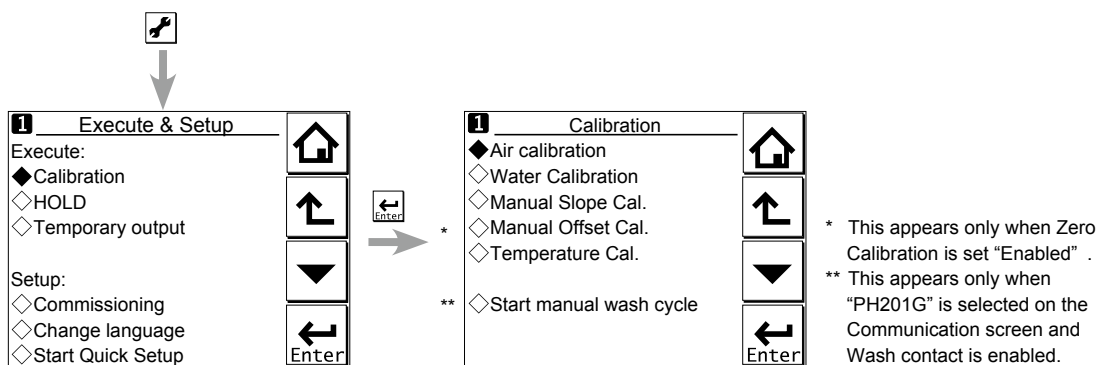 1 Execute & Setup
Execute:
Calibration
HOLD
Temporary output
Setup:
Commissioning
Change language
Start Quick Setup
Enter
Enter
1 Calibration
Air calibration
Water Calibration
Manual Slope Cal.
* Manual Offset Cal.
Temperature Cal.
** Start manual wash cycle
Enter
* This appears only when Zero
Calibration is set “Enabled” .
** This appears only when
“PH201G” is selected on the
Communication screen and
Wash contact is enabled.